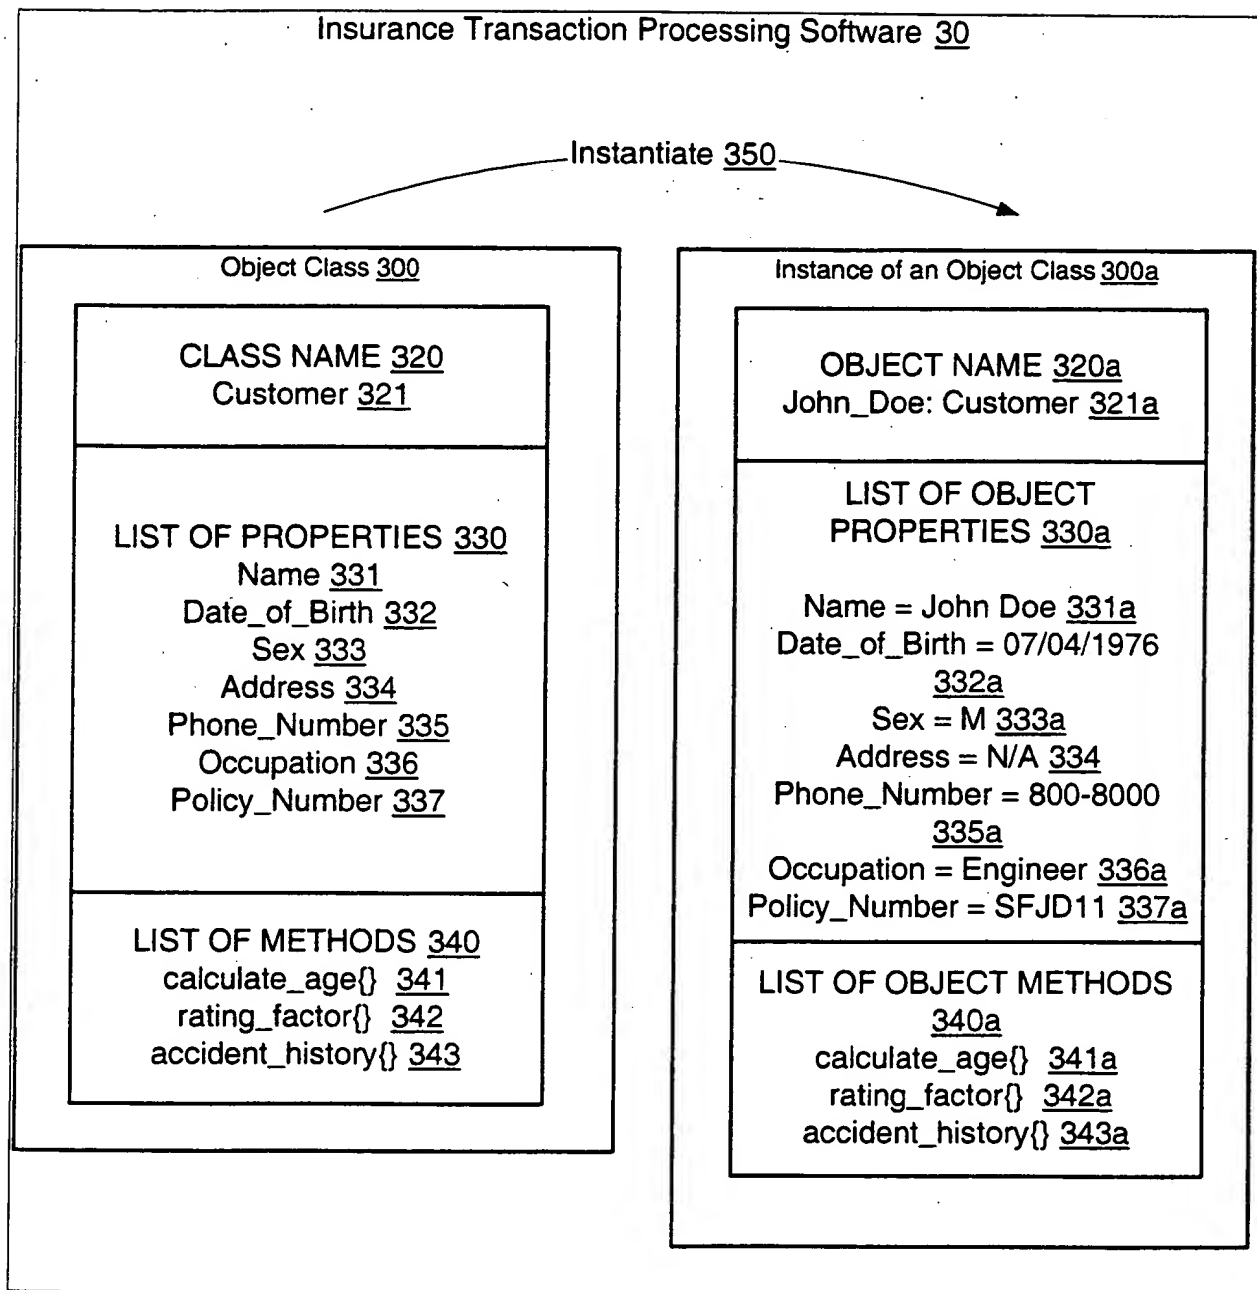 Insurance Transaction Processing Software 30
Instantiate 350
Object Class 300
CLASS NAME 320
Customer 321
LIST OF PROPERTIES 330
Name 331
Date_of_Birth 332
Sex 333
Address 334
Phone_Number 335
Occupation 336
Policy_Number 337
LIST OF METHODS 340
calculate_age{} 341
rating_factor{} 342
accident_history{} 343
Instance of an Object Class 300a
OBJECT NAME 320a
John_Doe: Customer 321a
LIST OF OBJECT
PROPERTIES 330a
Name = John Doe 331a
Date_of_Birth = 07/04/1976
332a
Sex = M 333a
Address = N/A 334
Phone_Number = 800-8000
335a
Occupation = Engineer 336a
Policy_Number = SFJD11 337a
LIST OF OBJECT METHODS
340a
calculate_age{} 341a
rating_factor{} 342a
accident_history{} 343a